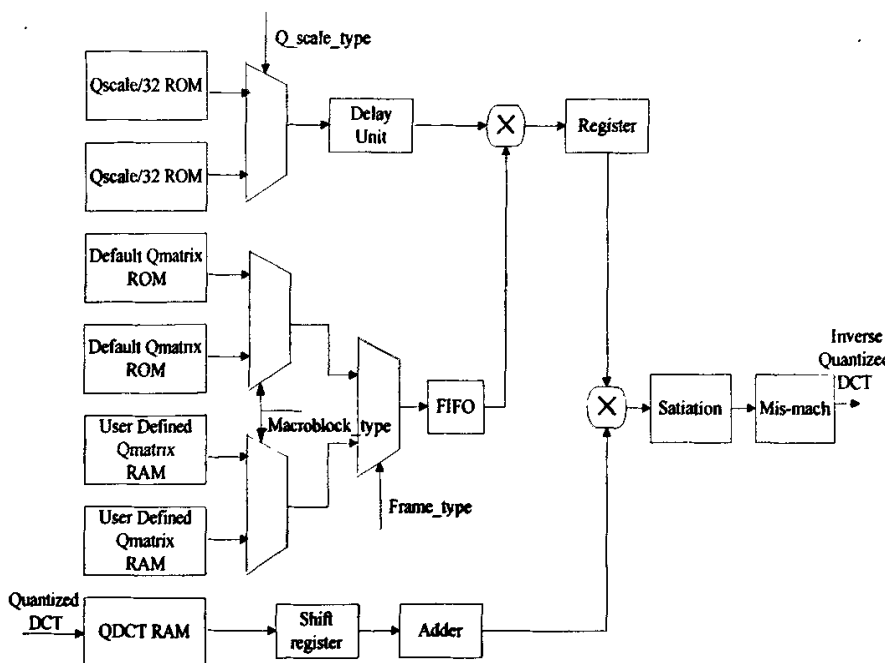 Q_scale_type
Qscale/32 ROM
Delay
Unit
X
Register
Qscale/32 ROM
Default Qmatrix
ROM
Default Qmatrix
ROM
Inverse
Quantized
DCT
FIFO
X
Satiation
Mis-mach
Macroblock_type
User Defined
Qmatrix
RAM
Frame_type
User Defined
Qmatrix
RAM
Quantized
DCT
QDCT RAM
Shift
register
Adder